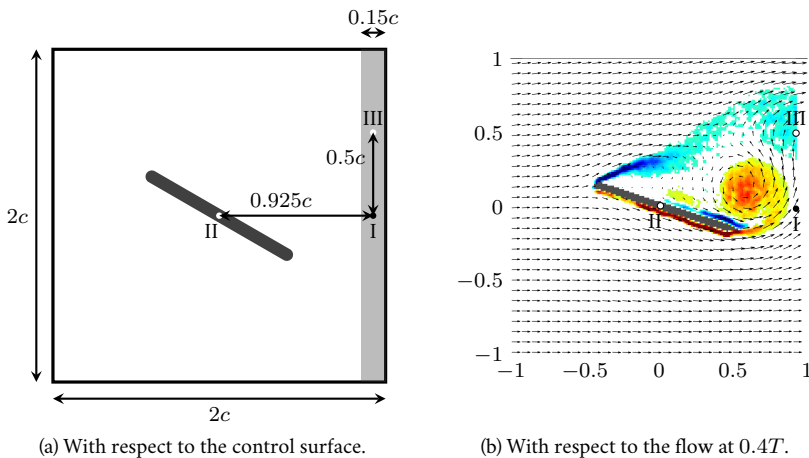 0.15c
III
0.5c
0.925c
II
I
2c
2c
(a) With respect to the control surface.
1
0.5
0
−0.5
−1
−1
−0.5
0
0.5
1
III
II
I
(b) With respect to the flow at 0.4T.